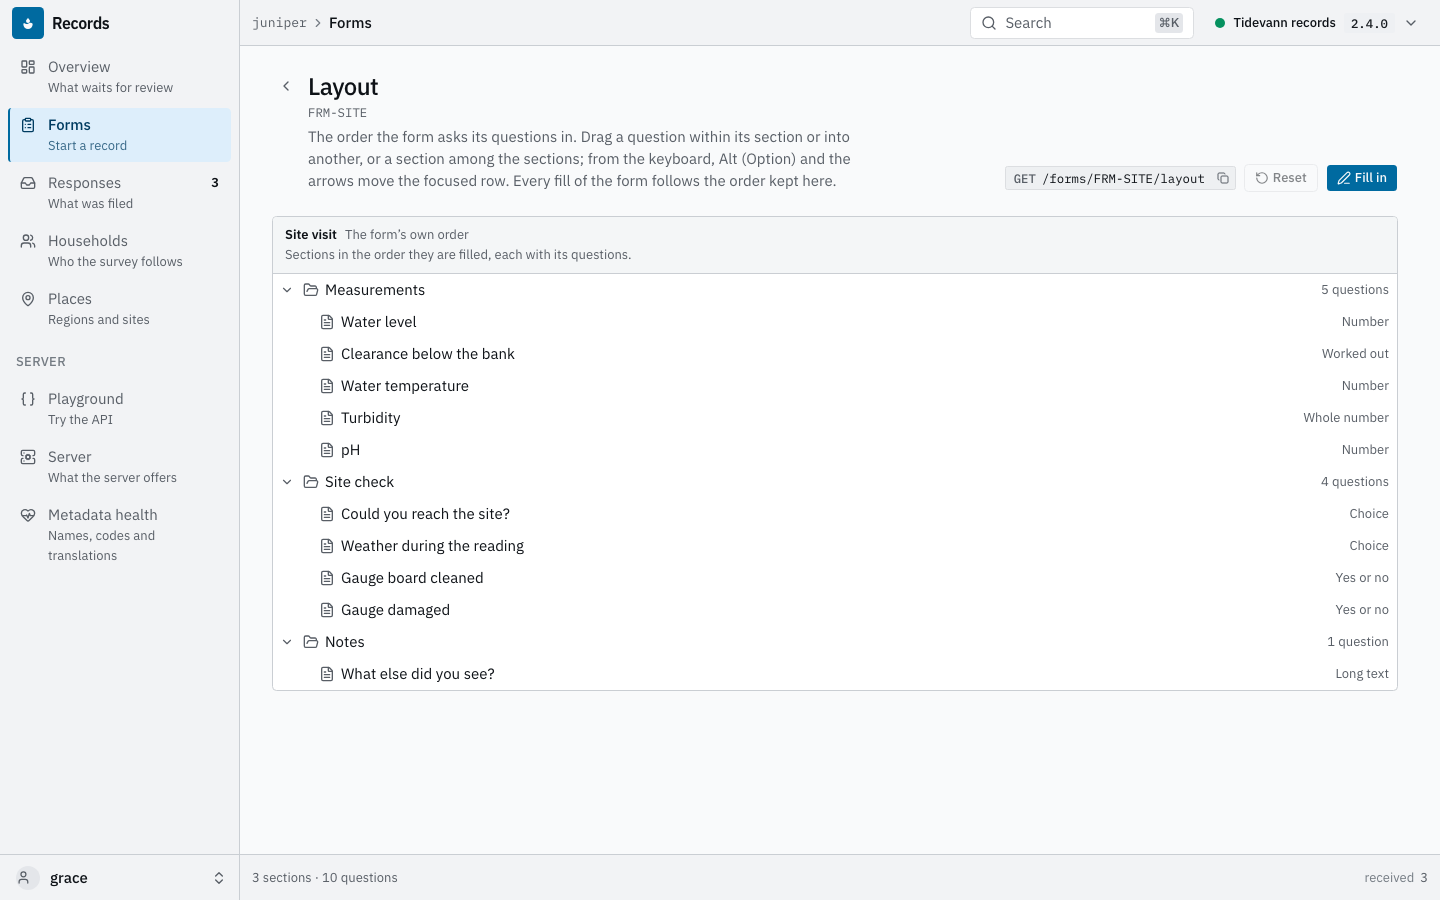 Records
Overview
What waits for review
Forms
Start a record
Responses 3
What was filed
Households
Who the survey follows
Places
Regions and sites
SERVER
Playground
Try the API
Server
What the server offers
Metadata health
Names, codes and
translations
grace
juniper > Forms
Search ⌘K
Tidevann records 2.4.0
Layout
FRM-SITE
The order the form asks its questions in. Drag a question within its section or into
another, or a section among the sections; from the keyboard, Alt (Option) and the
arrows move the focused row. Every fill of the form follows the order kept here.
GET /forms/FRM-SITE/layout
Reset
Fill in
Site visit The form's own order
Sections in the order they are filled, each with its questions.
Measurements 5 questions
Water level Number
Clearance below the bank Worked out
Water temperature Number
Turbidity Whole number
pH Number
Site check 4 questions
Could you reach the site? Choice
Weather during the reading Choice
Gauge board cleaned Yes or no
Gauge damaged Yes or no
Notes 1 question
What else did you see? Long text
3 sections · 10 questions
received 3